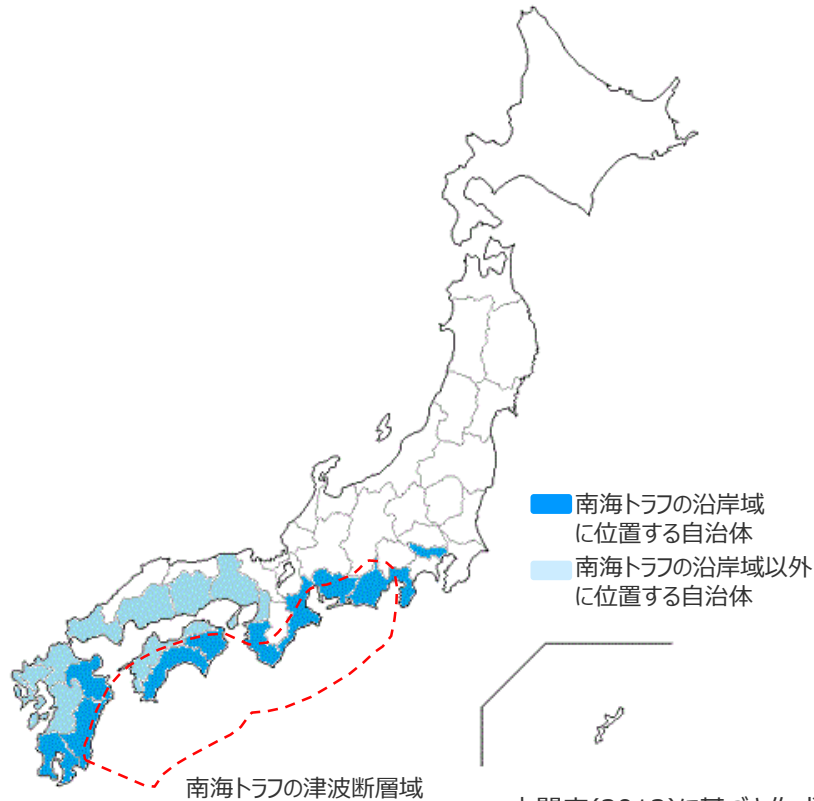 南海トラフの沿岸域
に位置する自治体
南海トラフの沿岸域以外
に位置する自治体
南海トラフの津波断層域